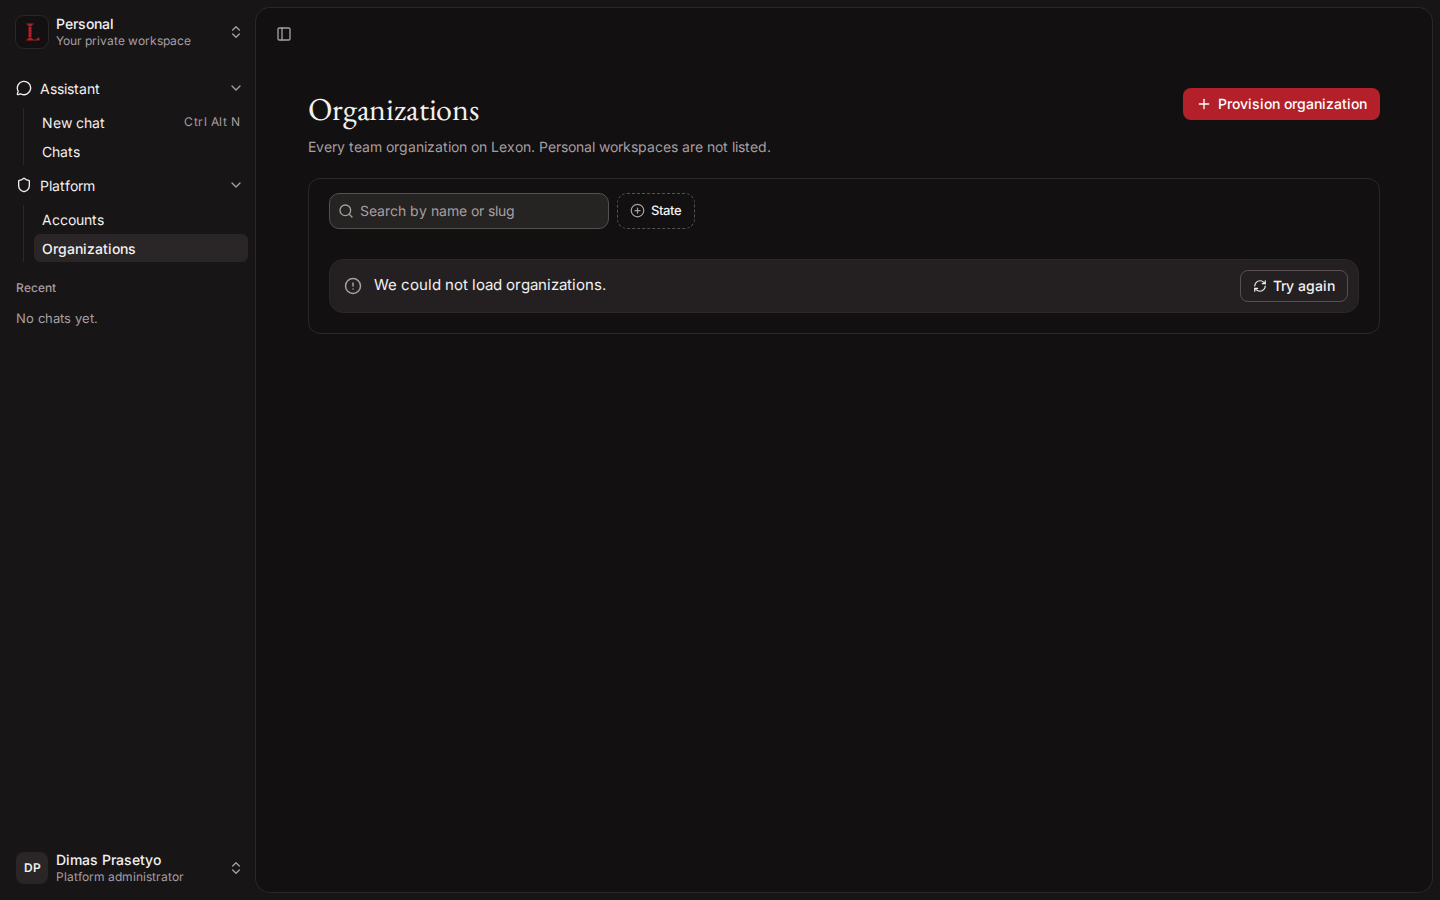 L
Personal
Your private workspace
Assistant
New chat
Ctrl Alt N
Chats
Platform
Accounts
Organizations
Recent
No chats yet.
DP
Dimas Prasetyo
Platform administrator
Organizations
Provision organization
Every team organization on Lexon. Personal workspaces are not listed.
Search by name or slug
State
We could not load organizations.
Try again